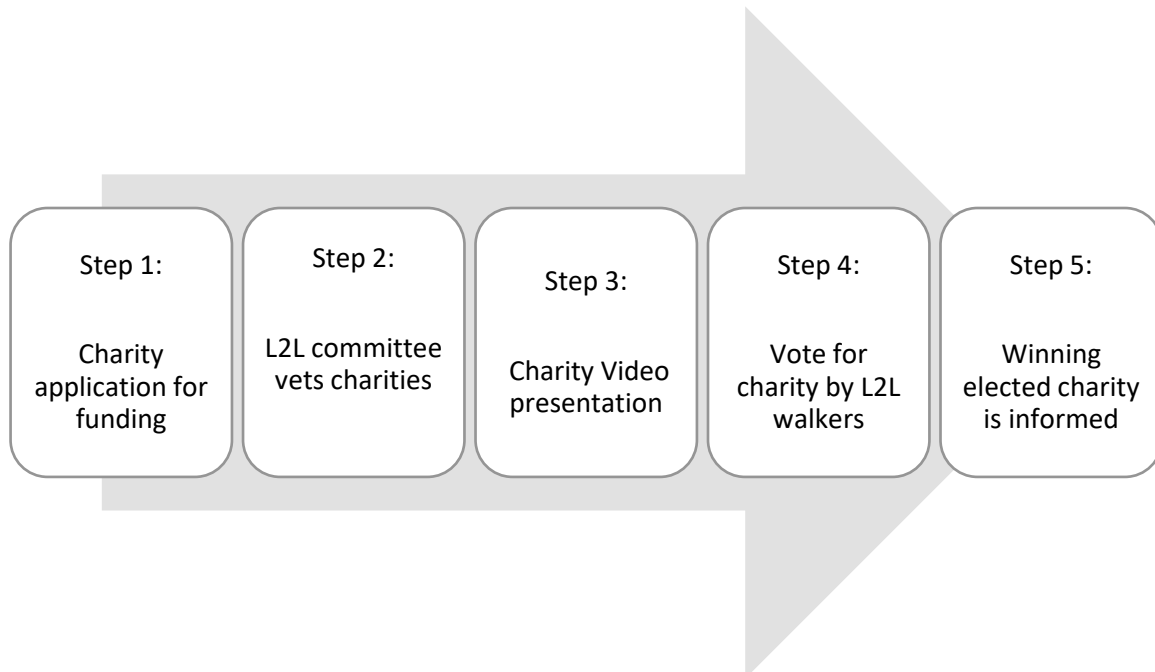 Step 1:
Charity
application for
funding
Step 2:
L2L committee
vets charities
Step 3:
Charity Video
presentation
Step 4:
Vote for
charity by L2L
walkers
Step 5:
Winning
elected charity
is informed